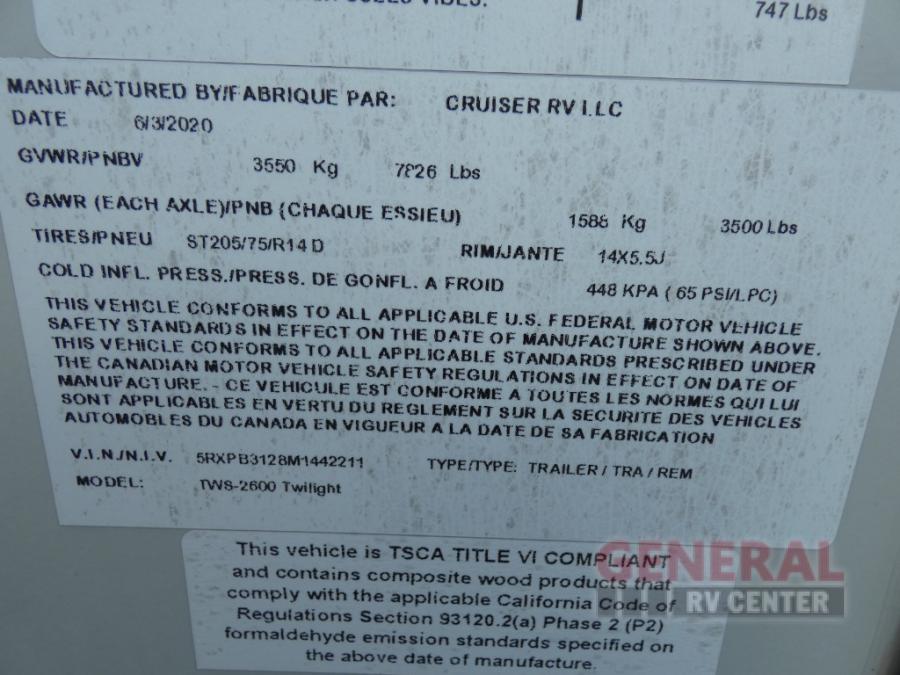 747 Lbs
MANUFACTURED BY/FABRIQUE PAR: CRUISER RV LLC
DATE 6/3/2020
GVWR/PNBV 3550 Kg 7826 Lbs
GAWR (EACH AXLE)/PNB (CHAQUE ESSIEU) 1588 Kg 3500 Lbs
TIRES/PNEU ST205/75/R14 D RIM/JANTE 14X5.5J
COLD INFL. PRESS./PRESS. DE GONFL. A FROID 448 KPA ( 65 PSI/LPC)
THIS VEHICLE CONFORMS TO ALL APPLICABLE U.S. FEDERAL MOTOR VEHICLE
SAFETY STANDARDS IN EFFECT ON THE DATE OF MANUFACTURE SHOWN ABOVE.
THIS VEHICLE CONFORMS TO ALL APPLICABLE STANDARDS PRESCRIBED UNDER
THE CANADIAN MOTOR VEHICLE SAFETY REGULATIONS IN EFFECT ON DATE OF
MANUFACTURE. - CE VEHICULE EST CONFORME A TOUTES LES NORMES QUI LUI
SONT APPLICABLES EN VERTU DU REGLEMENT SUR LA SECURITE DES VEHICLES
AUTOMOBLES DU CANADA EN VIGUEUR A LA DATE DE SA FABRICATION
V.I.N./N.I.V. 5RXPB3128M1442211 TYPE/TYPE: TRAILER / TRA / REM
MODEL: TWS-2600 Twilight
This vehicle is TSCA TITLE VI COMPLIANT
and contains composite wood products that
comply with the applicable California Code of
Regulations Section 93120.2(a) Phase 2 (P2)
formaldehyde emission standards specified on
the above date of manufacture.
GENERAL
RV CENTER